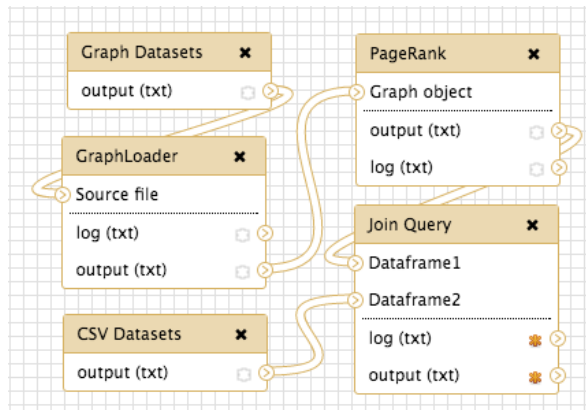 Graph Datasets
output (txt)
GraphLoader
Source file
log (txt)
output (txt)
CSV Datasets
output (txt)
PageRank
Graph object
output (txt)
log (txt)
Join Query
Dataframe1
Dataframe2
log (txt)
output (txt)